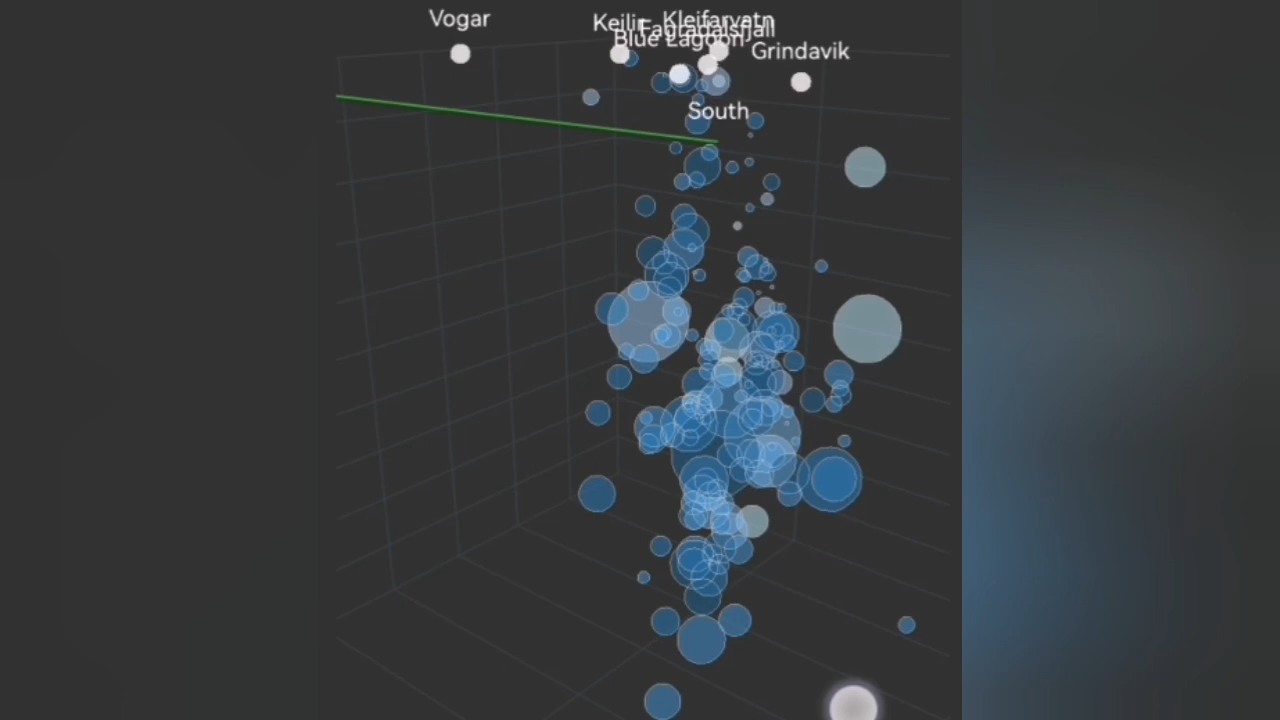 Vogar
Keilir
Kleifarvatn
Fagradalsfjall
Blue Lagoon
Grindavik
South